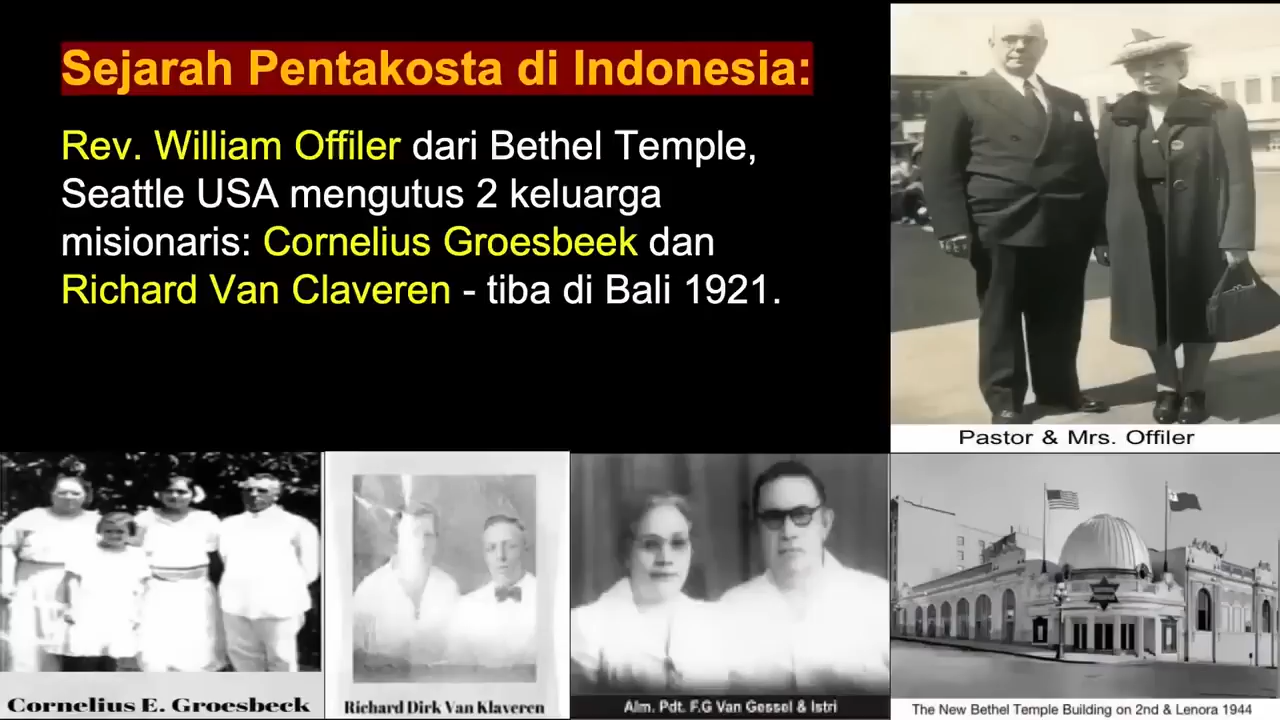 Sejarah Pentakosta di Indonesia:
Rev. William Offiler dari Bethel Temple,
Seattle USA mengutus 2 keluarga
misionaris: Cornelius Groesbeek dan
Richard Van Claveren - tiba di Bali 1921.
Pastor & Mrs. Offiler
Cornelius E. Groesbeck
Richard Dirk Van Klaveren
Alm. Pdt. F.G Van Gessel & Istri
The New Bethel Temple Building on 2nd & Lenora 1944